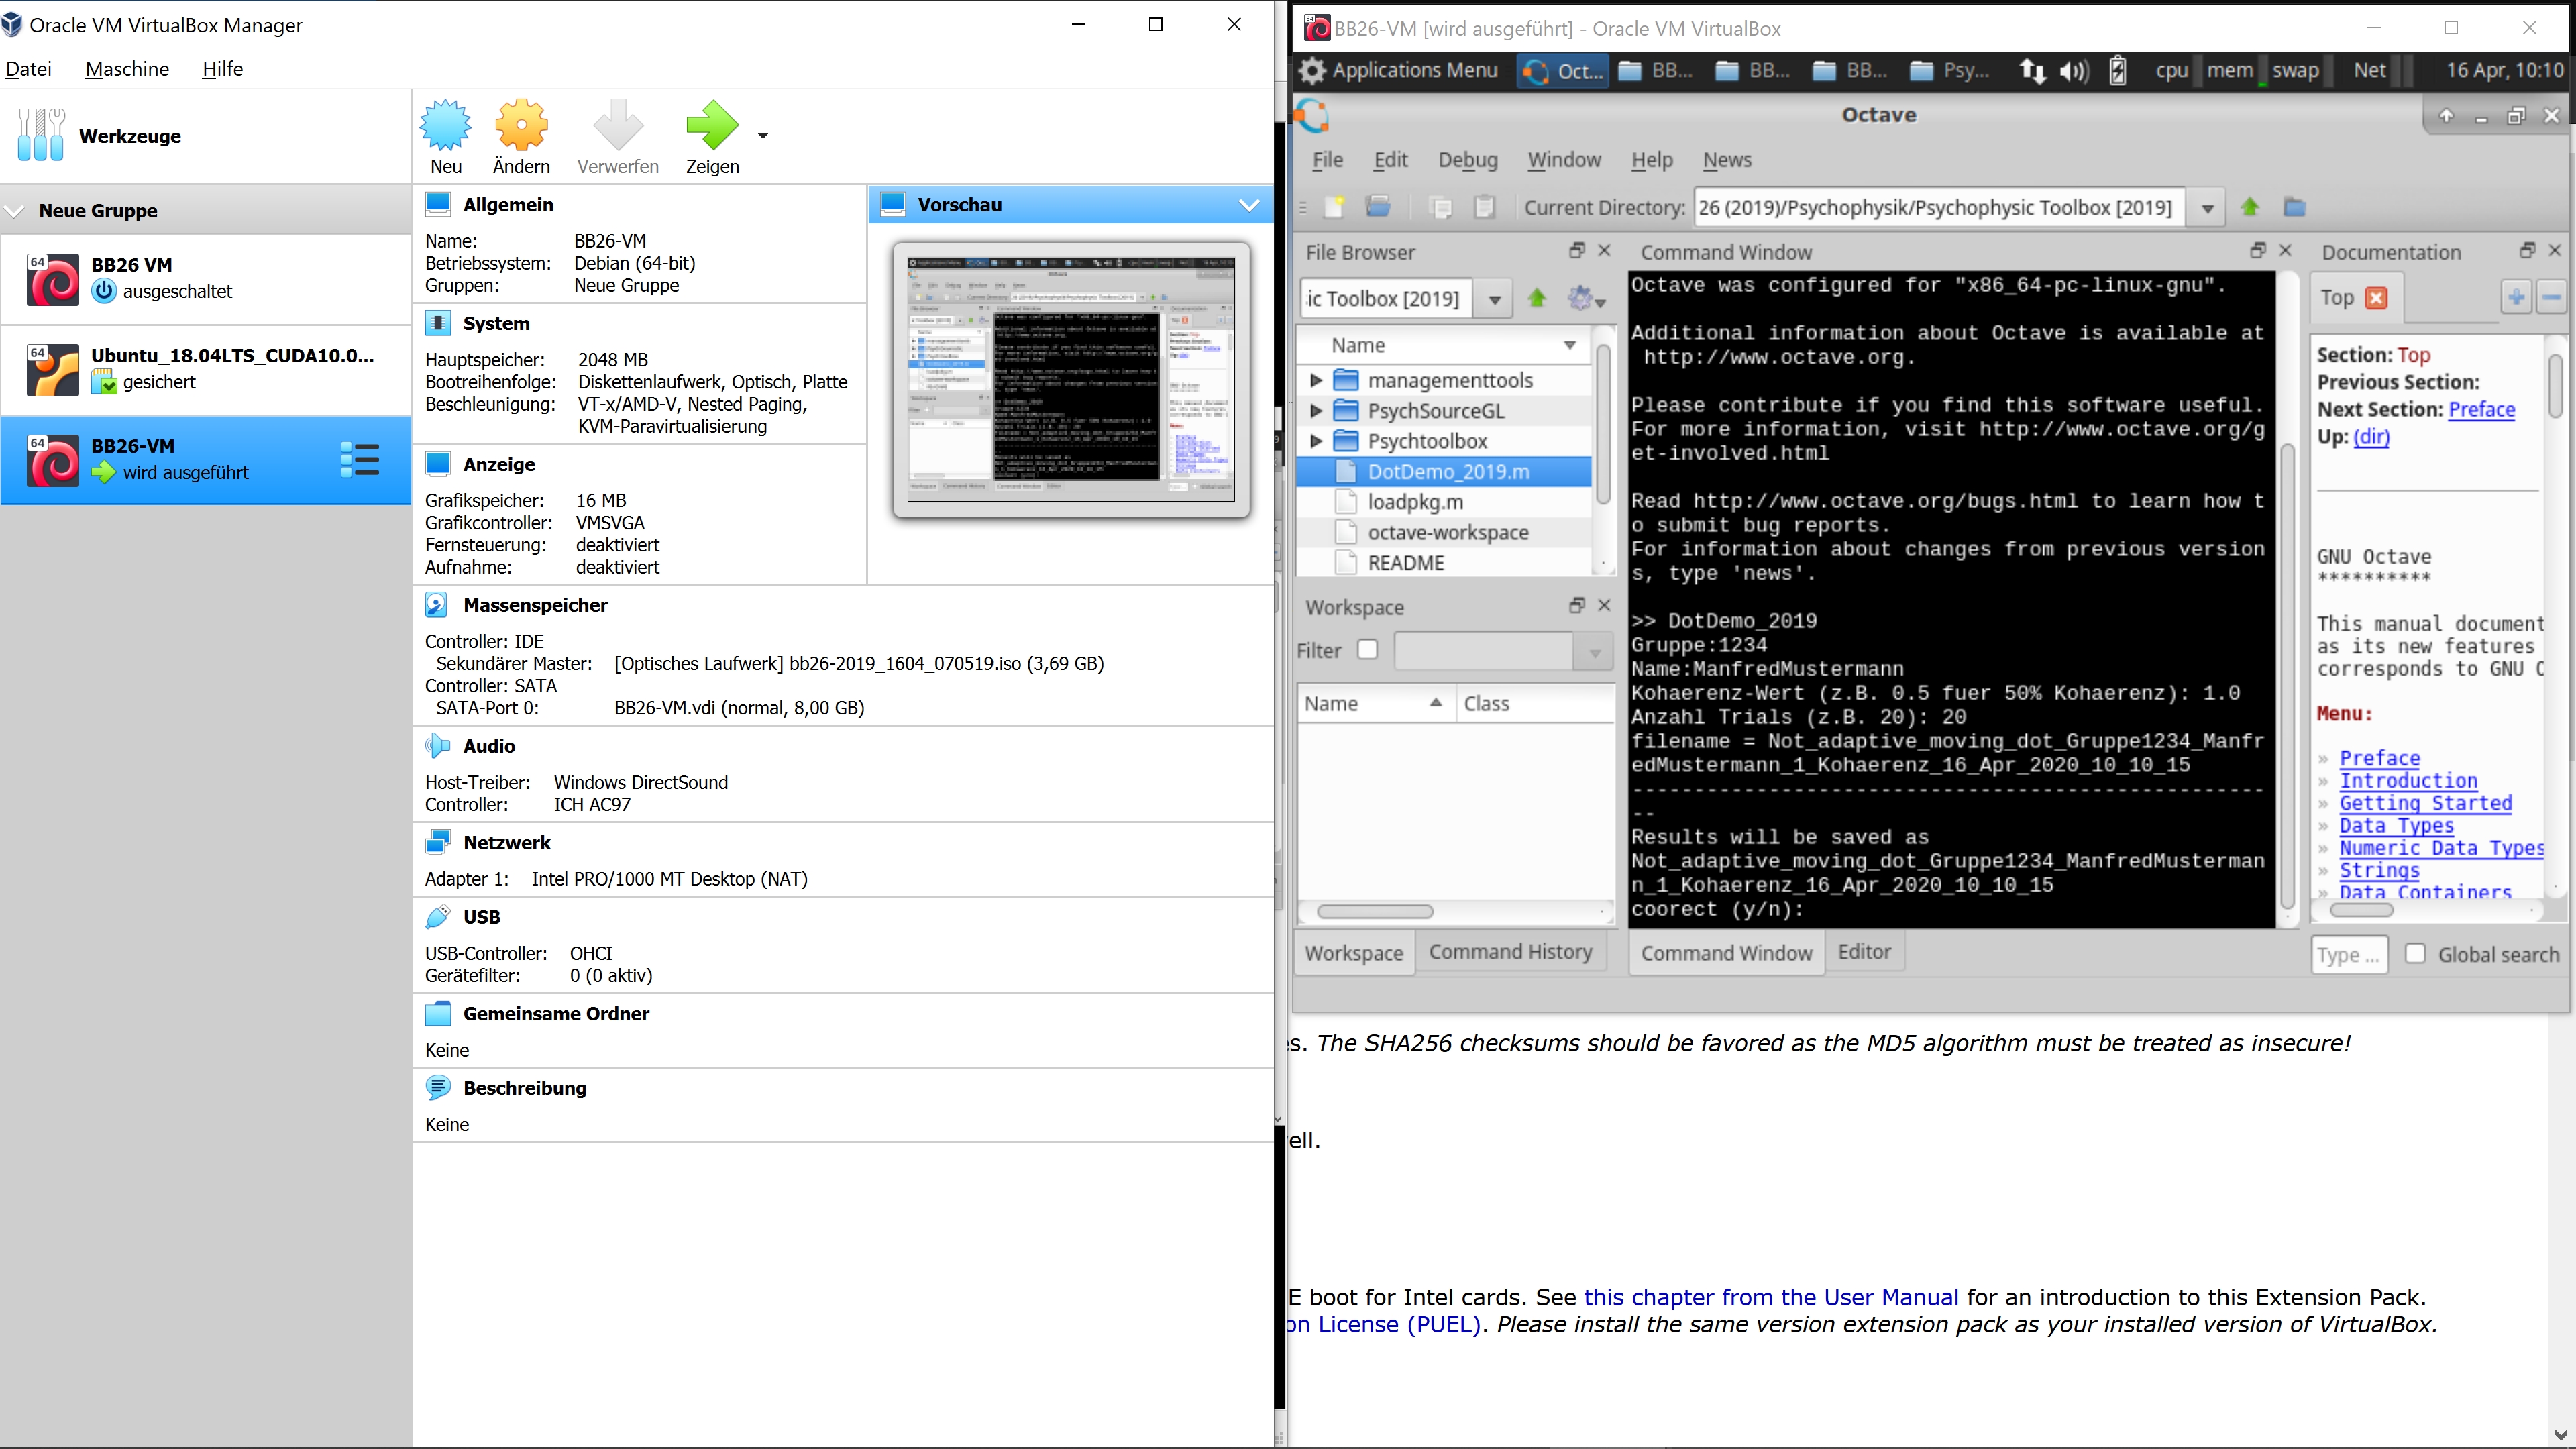 Oracle VM VirtualBox Manager
Datei Maschine Hilfe
Werkzeuge
Neu Ändern Verwerfen Zeigen
Neue Gruppe
64 BB26 VM
ausgeschaltet
64 Ubuntu_18.04LTS_CUDA10.0...
gesichert
64 BB26-VM
wird ausgeführt
Allgemein
Name: BB26-VM
Betriebssystem: Debian (64-bit)
Gruppen: Neue Gruppe
System
Hauptspeicher: 2048 MB
Bootreihenfolge: Diskettenlaufwerk, Optisch, Platte
Beschleunigung: VT-x/AMD-V, Nested Paging,
KVM-Paravirtualisierung
Anzeige
Grafikspeicher: 16 MB
Grafikcontroller: VMSVGA
Fernsteuerung: deaktiviert
Aufnahme: deaktiviert
Vorschau
Massenspeicher
Controller: IDE
Sekundärer Master: [Optisches Laufwerk] bb26-2019_1604_070519.iso (3,69 GB)
Controller: SATA
SATA-Port 0: BB26-VM.vdi (normal, 8,00 GB)
Audio
Host-Treiber: Windows DirectSound
Controller: ICH AC97
Netzwerk
Adapter 1: Intel PRO/1000 MT Desktop (NAT)
USB
USB-Controller: OHCI
Gerätefilter: 0 (0 aktiv)
Gemeinsame Ordner
Keine
Beschreibung
Keine
BB26-VM [wird ausgeführt] - Oracle VM VirtualBox
Applications Menu Oct... BB... BB... BB... Psy... cpu mem swap Net 16 Apr, 10:10
Octave
File Edit Debug Window Help News
Current Directory: 26 (2019)/Psychophysik/Psychophysic Toolbox [2019]
File Browser
ic Toolbox [2019]
Name
managementtools
PsychSourceGL
Psychtoolbox
DotDemo_2019.m
loadpkg.m
octave-workspace
README
Workspace
Filter
Name Class
Workspace Command History
Command Window
Octave was configured for "x86_64-pc-linux-gnu".
Additional information about Octave is available at
http://www.octave.org.
Please contribute if you find this software useful.
For more information, visit http://www.octave.org/g
et-involved.html
Read http://www.octave.org/bugs.html to learn how t
o submit bug reports.
For information about changes from previous version
s, type 'news'.
>> DotDemo_2019
Gruppe:1234
Name:ManfredMustermann
Kohaerenz-Wert (z.B. 0.5 fuer 50% Kohaerenz): 1.0
Anzahl Trials (z.B. 20): 20
filename = Not_adaptive_moving_dot_Gruppe1234_Manfr
edMustermann_1_Kohaerenz_16_Apr_2020_10_10_15
---------------------------------------------------
--
Results will be saved as
Not_adaptive_moving_dot_Gruppe1234_ManfredMusterman
n_1_Kohaerenz_16_Apr_2020_10_10_15
coorect (y/n):
Command Window Editor
Documentation
Top
Section: Top
Previous Section:
Next Section: Preface
Up: (dir)
GNU Octave
**********
This manual document
as its new features
corresponds to GNU O
Menu:
» Preface
» Introduction
» Getting Started
» Data Types
» Numeric Data Types
» Strings
» Data Containers
Type ... Global search
es. The SHA256 checksums should be favored as the MD5 algorithm must be treated as insecure!
ell.
E boot for Intel cards. See this chapter from the User Manual for an introduction to this Extension Pack.
on License (PUEL). Please install the same version extension pack as your installed version of VirtualBox.